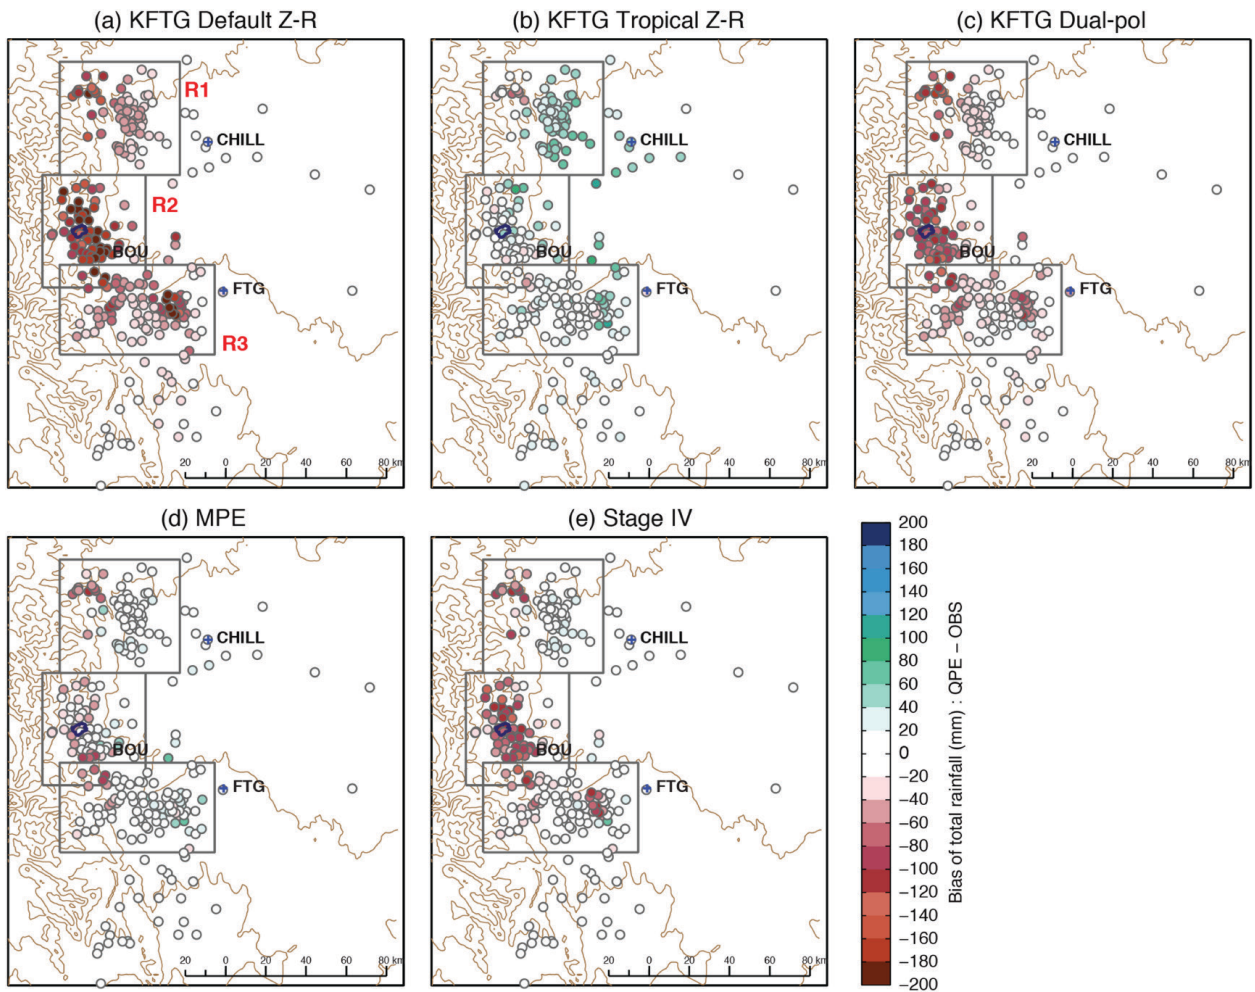 (a) KFTG Default Z-R
(b) KFTG Tropical Z-R
(c) KFTG Dual-pol
R1
CHILL
R2
BOU
FTG
R3
20 0 20 40 60 80 km
CHILL
BOU
FTG
20 0 20 40 60 80 km
CHILL
BOU
FTG
20 0 20 40 60 80 km
(d) MPE
(e) Stage IV
CHILL
BOU
FTG
20 0 20 40 60 80 km
CHILL
BOU
FTG
20 0 20 40 60 80 km
200
180
160
140
120
100
80
60
40
20
0
−20
−40
−60
−80
−100
−120
−140
−160
−180
−200
Bias of total rainfall (mm) : QPE − OBS